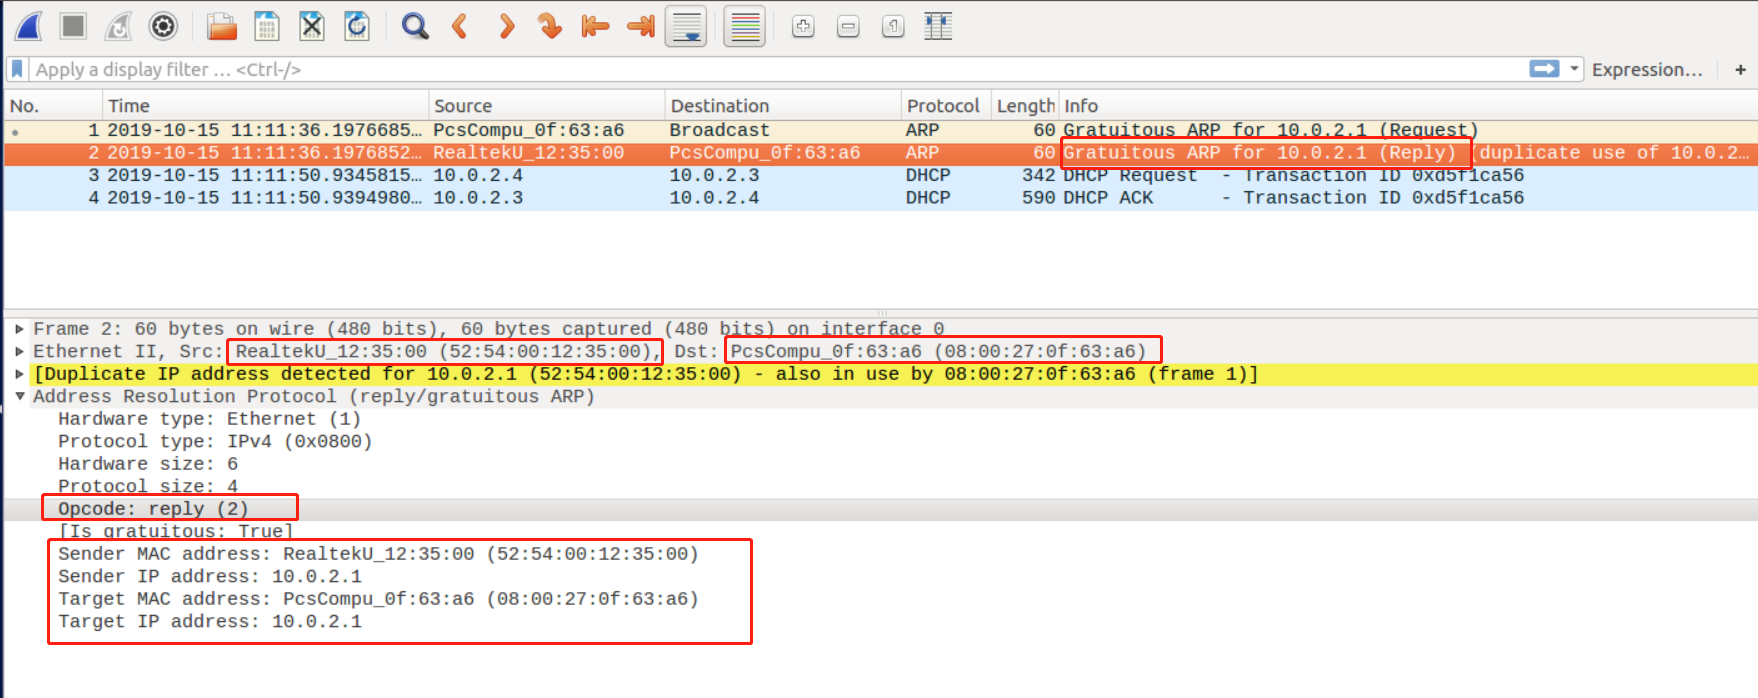 Apply a display filter … <Ctrl-/>
Expression… +
No. Time Source Destination Protocol Length Info
1 2019-10-15 11:11:36.1976685… PcsCompu_0f:63:a6 Broadcast ARP 60 Gratuitous ARP for 10.0.2.1 (Request)
2 2019-10-15 11:11:36.1976852… RealtekU_12:35:00 PcsCompu_0f:63:a6 ARP 60 Gratuitous ARP for 10.0.2.1 (Reply) (duplicate use of 10.0.2…
3 2019-10-15 11:11:50.9345815… 10.0.2.4 10.0.2.3 DHCP 342 DHCP Request - Transaction ID 0xd5f1ca56
4 2019-10-15 11:11:50.9394980… 10.0.2.3 10.0.2.4 DHCP 590 DHCP ACK - Transaction ID 0xd5f1ca56
Frame 2: 60 bytes on wire (480 bits), 60 bytes captured (480 bits) on interface 0
Ethernet II, Src: RealtekU_12:35:00 (52:54:00:12:35:00), Dst: PcsCompu_0f:63:a6 (08:00:27:0f:63:a6)
[Duplicate IP address detected for 10.0.2.1 (52:54:00:12:35:00) - also in use by 08:00:27:0f:63:a6 (frame 1)]
Address Resolution Protocol (reply/gratuitous ARP)
Hardware type: Ethernet (1)
Protocol type: IPv4 (0x0800)
Hardware size: 6
Protocol size: 4
Opcode: reply (2)
[Is gratuitous: True]
Sender MAC address: RealtekU_12:35:00 (52:54:00:12:35:00)
Sender IP address: 10.0.2.1
Target MAC address: PcsCompu_0f:63:a6 (08:00:27:0f:63:a6)
Target IP address: 10.0.2.1